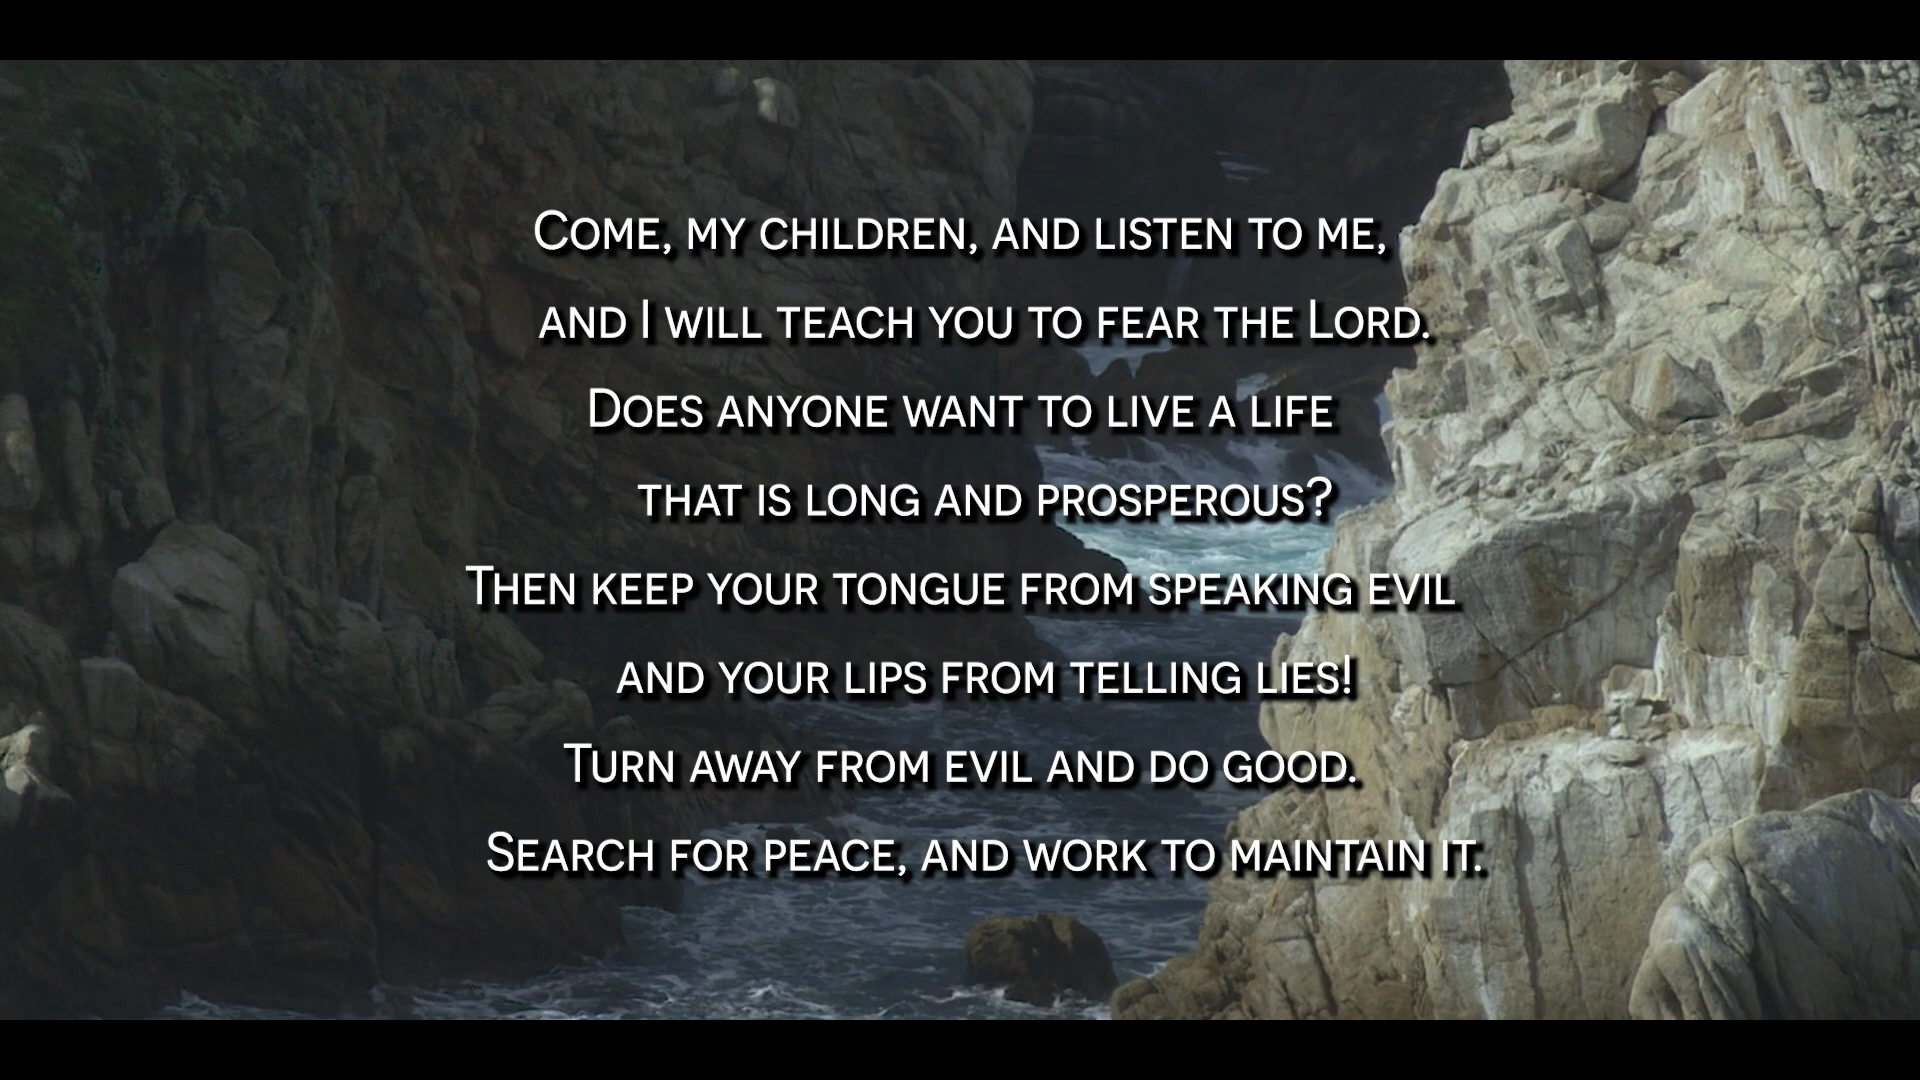 Come, my children, and listen to me,
and I will teach you to fear the Lord.
Does anyone want to live a life
that is long and prosperous?
Then keep your tongue from speaking evil
and your lips from telling lies!
Turn away from evil and do good.
Search for peace, and work to maintain it.